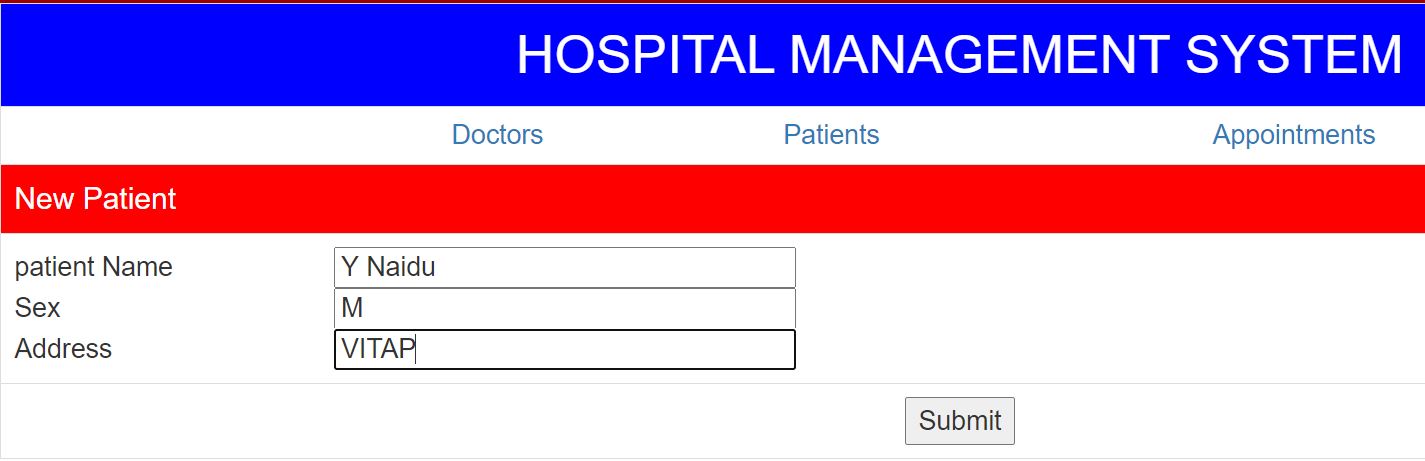 HOSPITAL MANAGEMENT SYSTEM
Doctors Patients Appointments
New Patient
patient Name Y Naidu
Sex M
Address VITAP
Submit